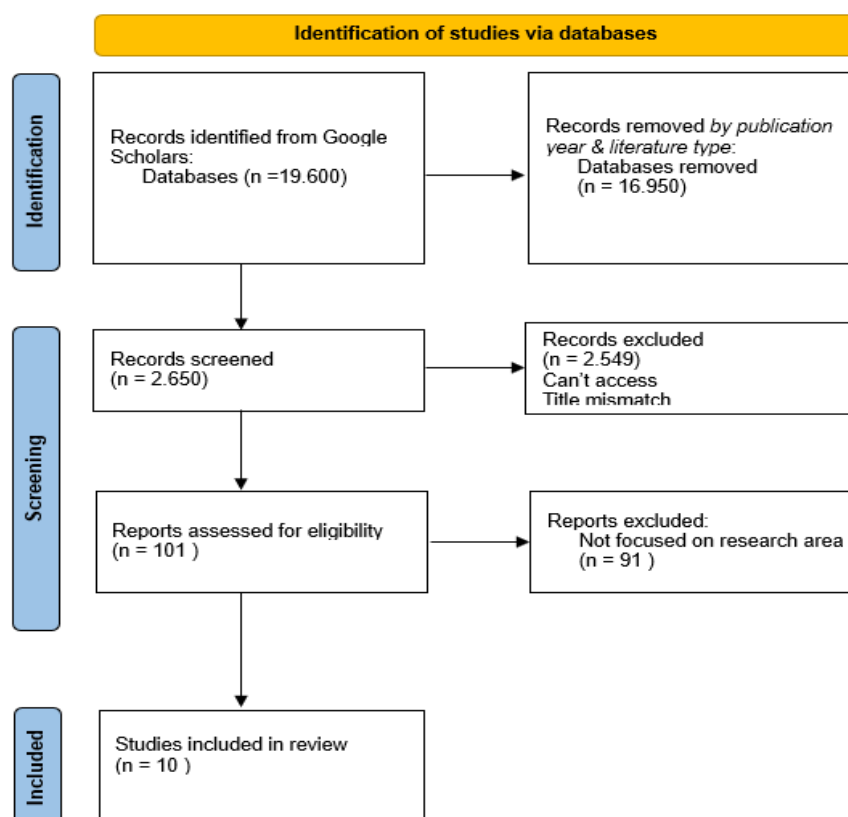 Identification of studies via databases
Identification
Records identified from Google
Scholars:
Databases (n =19.600)
Records removed by publication
year & literature type:
Databases removed
(n = 16.950)
Screening
Records screened
(n = 2.650)
Records excluded
(n = 2.549)
Can't access
Title mismatch
Reports assessed for eligibility
(n = 101 )
Reports excluded:
Not focused on research area
(n = 91 )
Included
Studies included in review
(n = 10 )